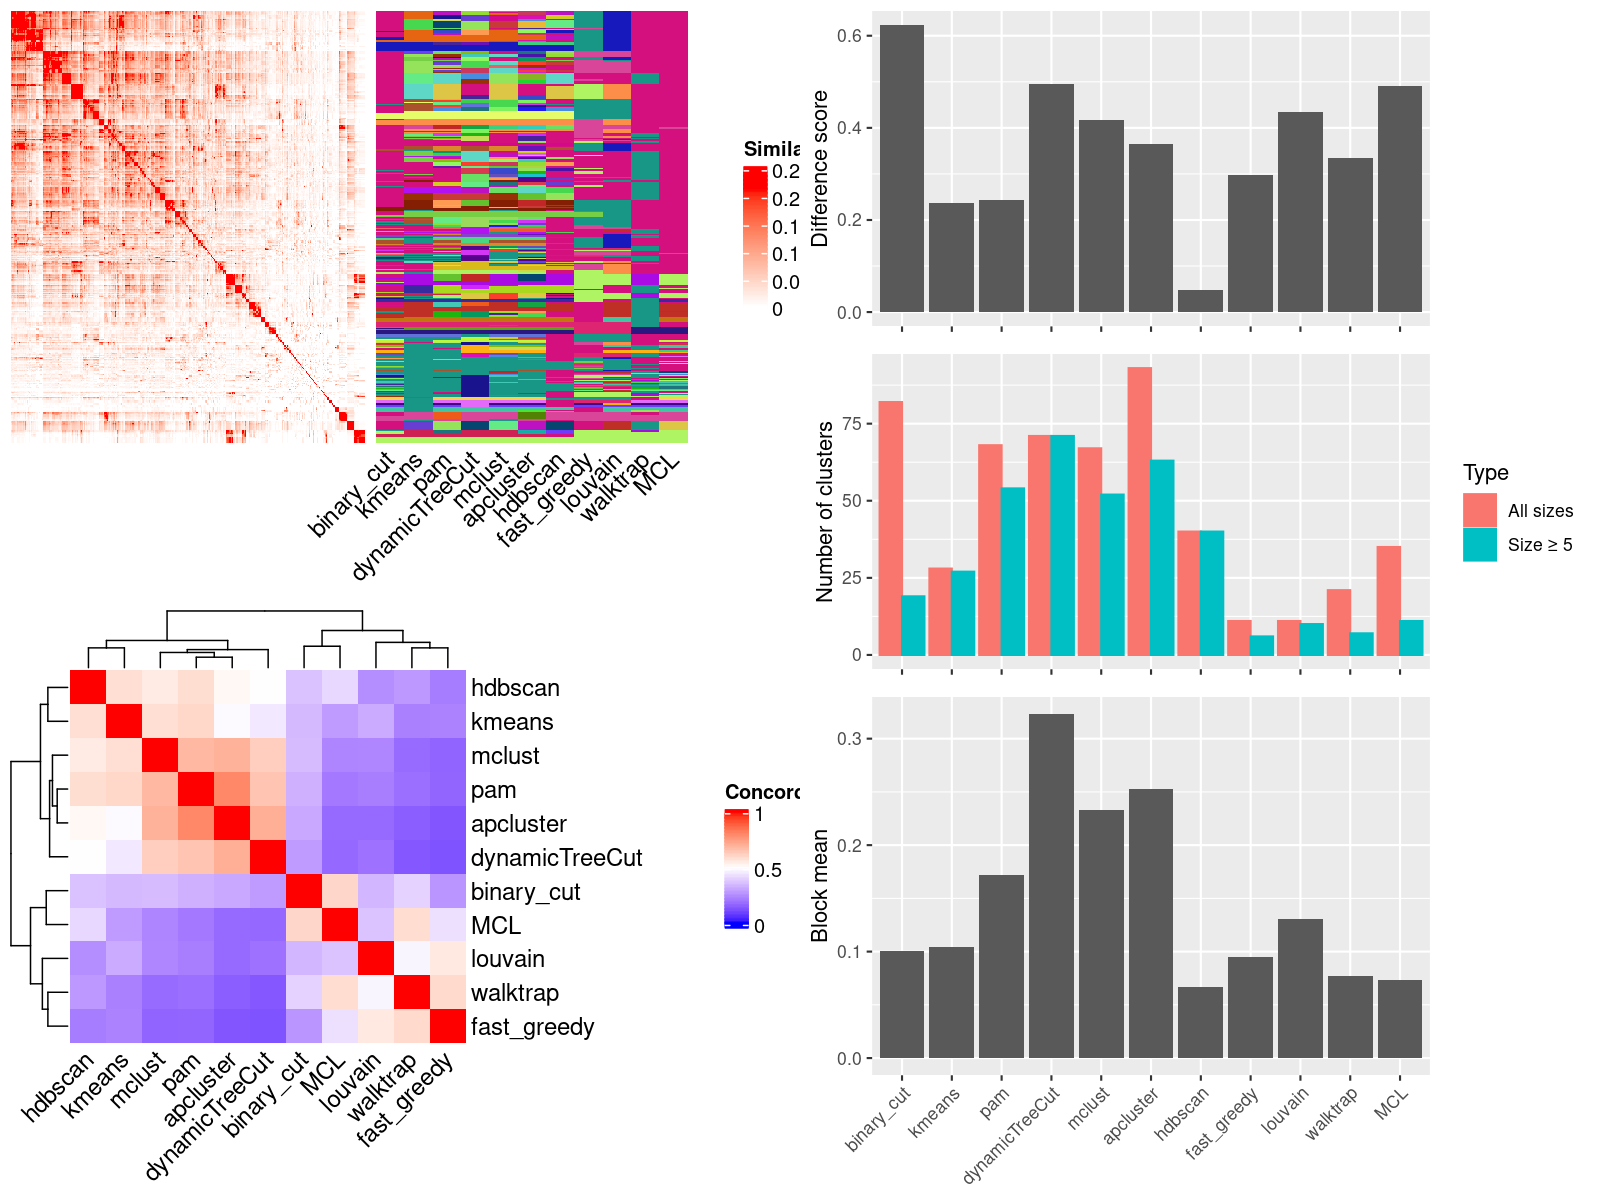 Simila
0.2
0.2
0.1
0.1
0.0
0
binary_cut
kmeans
pam
dynamicTreeCut
mclust
apcluster
hdbscan
fast_greedy
louvain
walktrap
MCL
hdbscan
kmeans
mclust
pam
apcluster
dynamicTreeCut
binary_cut
MCL
louvain
walktrap
fast_greedy
hdbscan
kmeans
mclust
pam
apcluster
dynamicTreeCut
binary_cut
MCL
louvain
walktrap
fast_greedy
Concord
1
0.5
0
Difference score
0.6
0.4
0.2
0.0
Number of clusters
75
50
25
0
Type
All sizes
Size ≥ 5
Block mean
0.3
0.2
0.1
0.0
binary_cut
kmeans
pam
dynamicTreeCut
mclust
apcluster
hdbscan
fast_greedy
louvain
walktrap
MCL